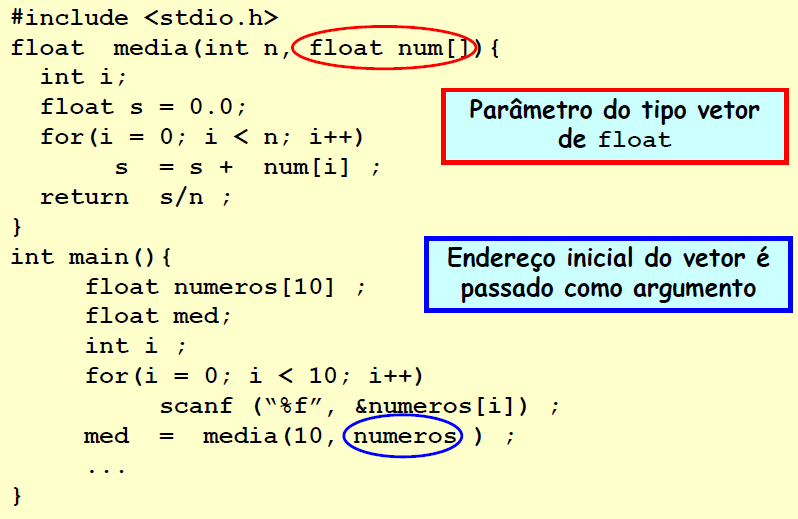 #include <stdio.h>
float media(int n, float num[]){
int i;
float s = 0.0;
for(i = 0; i < n; i++)
s = s + num[i] ;
return s/n ;
}
Parâmetro do tipo vetor
de float
int main(){
float numeros[10] ;
float med;
int i ;
for(i = 0; i < 10; i++)
scanf (“%f”, &numeros[i]) ;
med = media(10, numeros ) ;
...
}
Endereço inicial do vetor é
passado como argumento